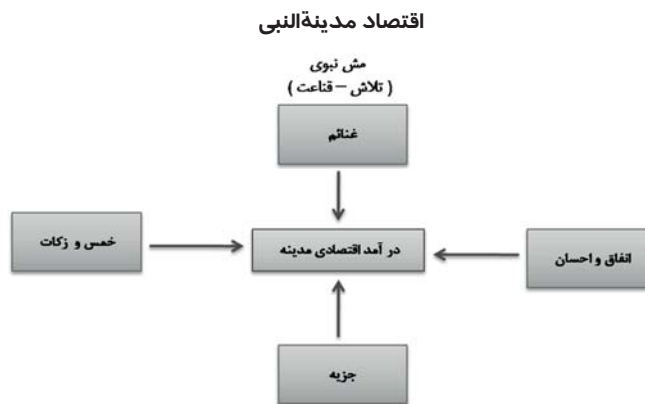 اقتصاد مدینةالنبی
مش نبوی
( تلاش – قناعت )
غنائم
خمس و زکات
در آمد اقتصادی مدینه
انفاق و احسان
جزیه